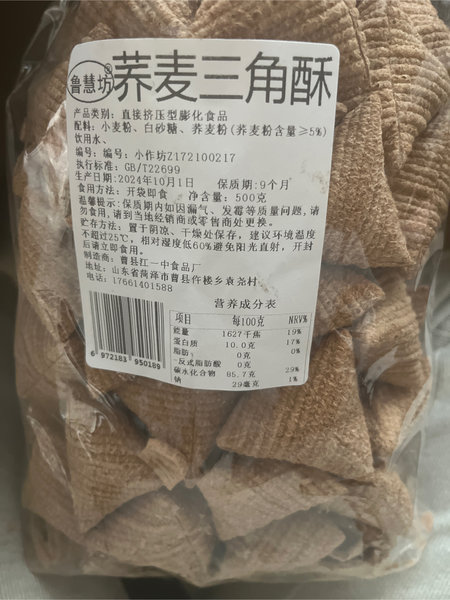 鲁慧坊® 荞麦三角酥
产品类别：直接挤压型膨化食品
配料：小麦粉、白砂糖、荞麦粉(荞麦粉含量≥5%)
饮用水、
编号：编号：小作坊Z172100217
执行标准：GB/T22699
生产日期：2024年10月1日 保质期：9个月
食用方法：开袋即食 净含量：500克
温馨提示：保质期内如因漏气、发霉等质量问题,请
勿食用,请到当地经销商或零售商处更换。
贮存方法：置于阴凉、干燥处保存，建议环境温度
不超过25℃，相对湿度低60%避免阳光直射，开封
后请立即食用。
制造商：曹县红一中食品厂
地址：山东省菏泽市曹县仵楼乡袁尧村
电话：17661401588
营养成分表
项目 每100克 NRV%
能量 1627千焦 19%
蛋白质 10.0克 17%
脂肪： 0克 0%
-反式脂肪酸 0克
碳水化合物 85.7克 29%
钠 29毫克 1%
6 972183 950189